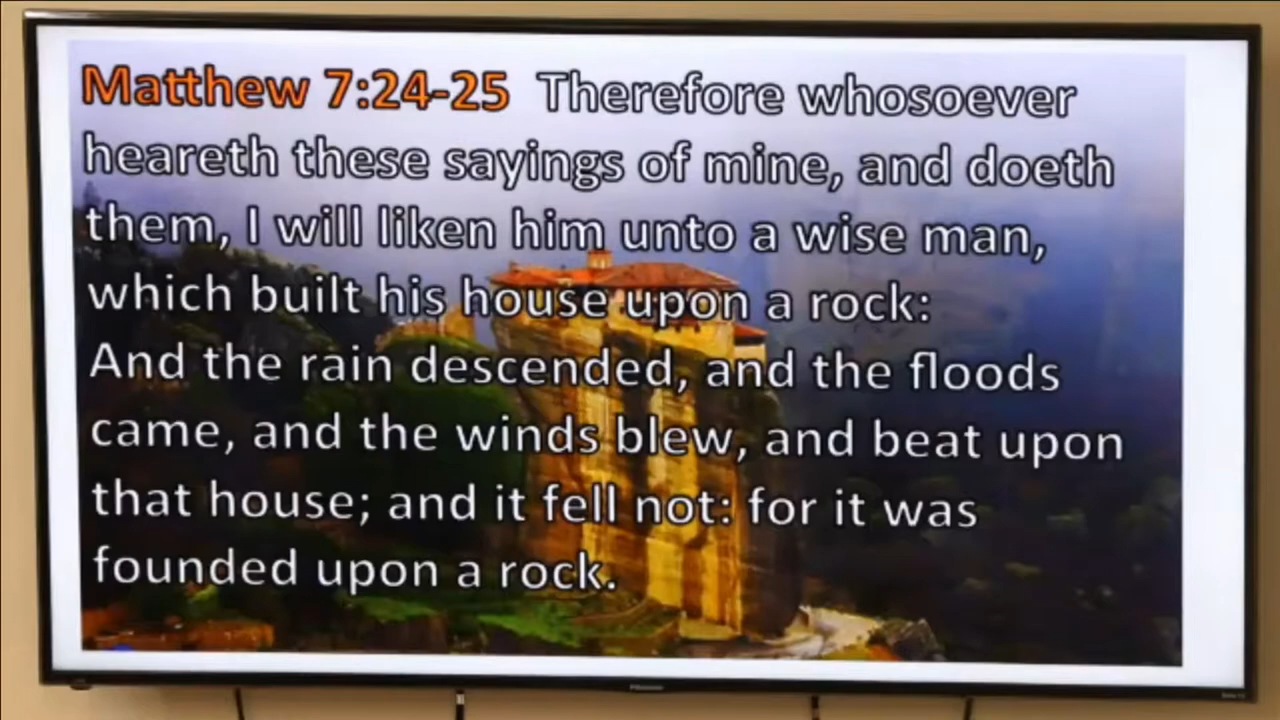 Matthew 7:24-25 Therefore whosoever
heareth these sayings of mine, and doeth
them, I will liken him unto a wise man,
which built his house upon a rock:
And the rain descended, and the floods
came, and the winds blew, and beat upon
that house; and it fell not: for it was
founded upon a rock.
Hisense